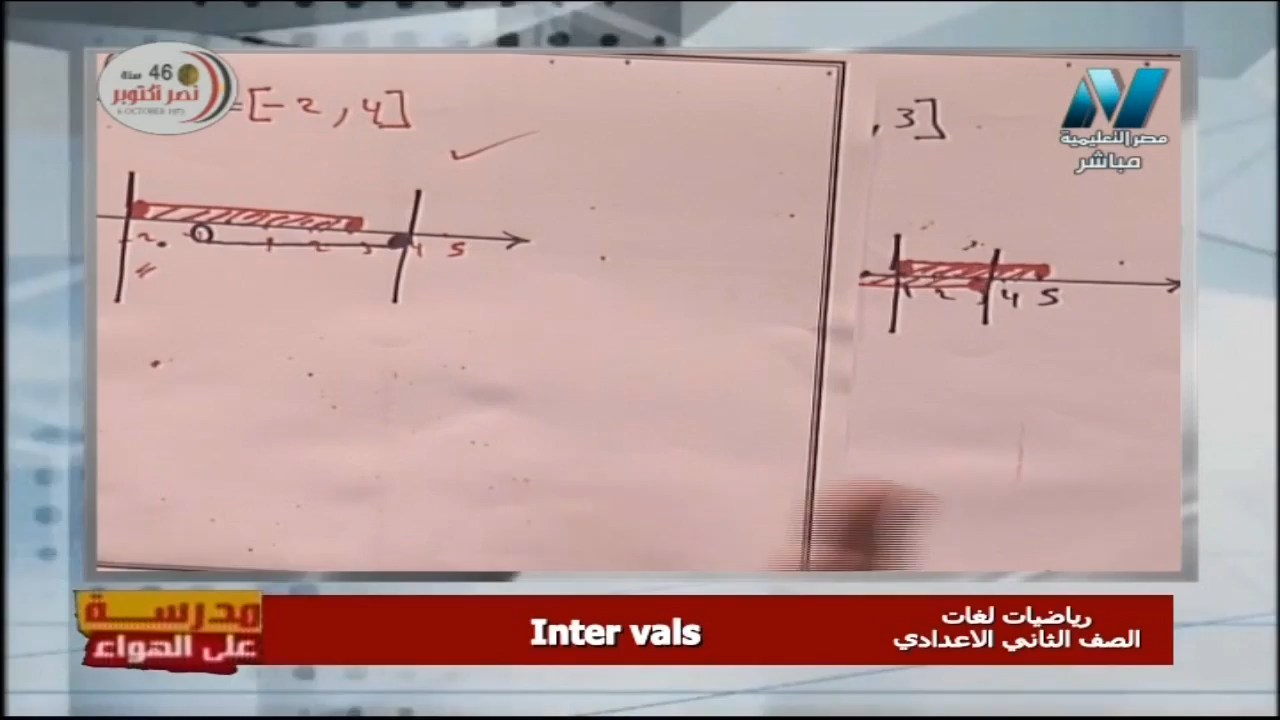 46 سنة
نصر أكتوبر
6 OCTOBER 1973
=[-2, 4]
, 3]
مصر التعليمية
مباشر
-2 -1 1 2 3 4 5
1 2 3 4 5
مدرسة
على الهواء
Inter vals
رياضيات لغات
الصف الثاني الاعدادي